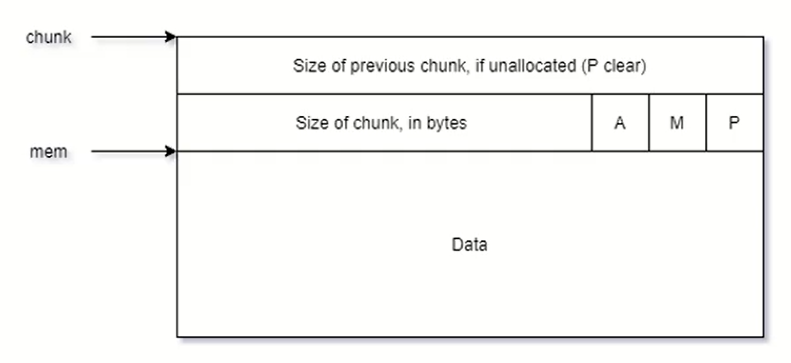 chunk
Size of previous chunk, if unallocated (P clear)
Size of chunk, in bytes A M P
mem
Data